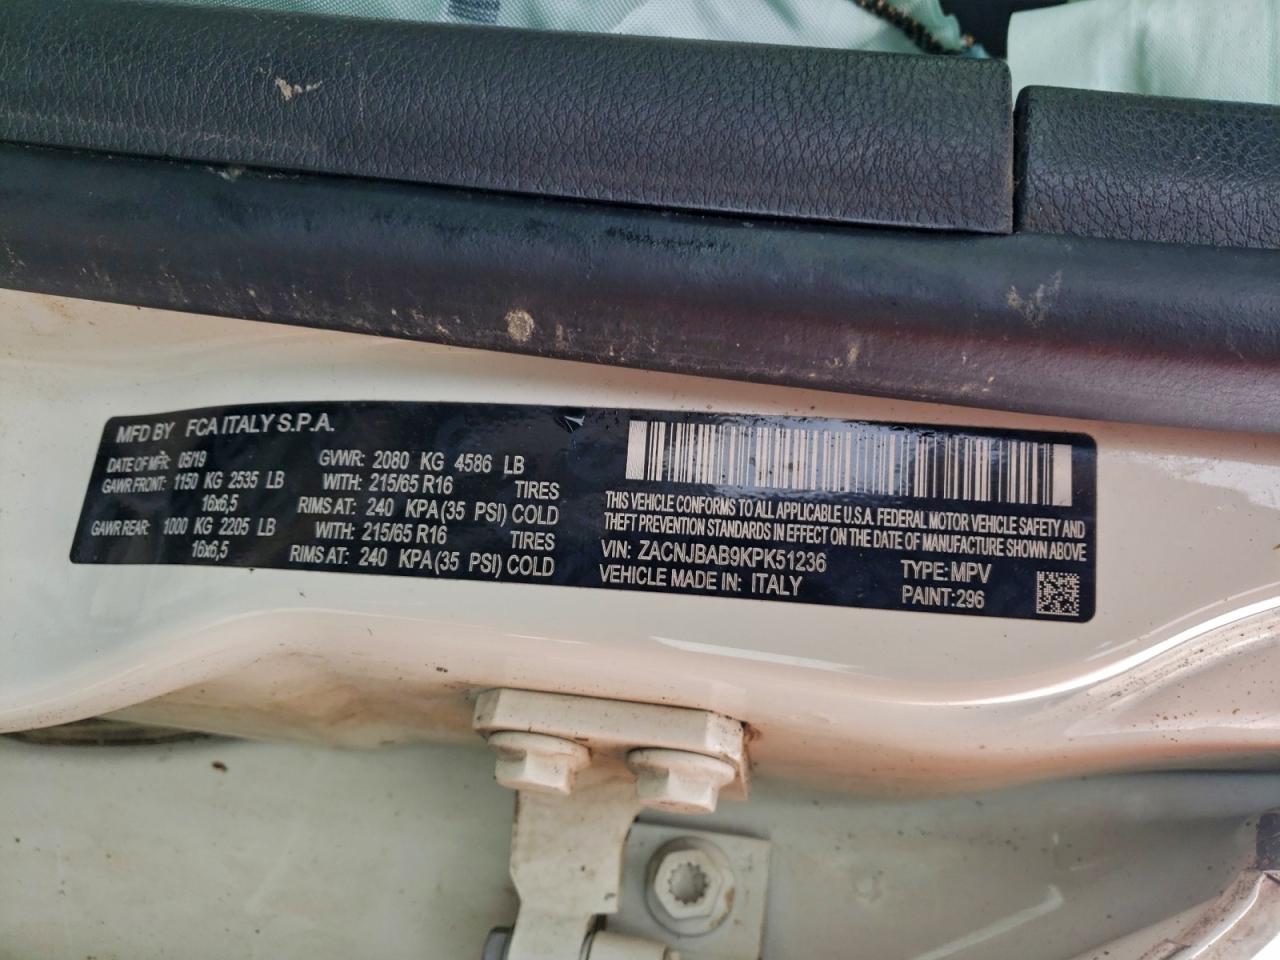 MFD BY FCA ITALY S.P.A.
DATE OF MFR: 05/19 GVWR: 2080 KG 4586 LB
GAWR FRONT: 1150 KG 2535 LB WITH: 215/65 R16 TIRES
16x6,5 RIMS AT: 240 KPA (35 PSI) COLD
GAWR REAR: 1000 KG 2205 LB WITH: 215/65 R16 TIRES
16x6,5 RIMS AT: 240 KPA (35 PSI) COLD
THIS VEHICLE CONFORMS TO ALL APPLICABLE U.S.A. FEDERAL MOTOR VEHICLE SAFETY AND
THEFT PREVENTION STANDARDS IN EFFECT ON THE DATE OF MANUFACTURE SHOWN ABOVE
VIN: ZACNJBAB9KPK51236 TYPE: MPV
VEHICLE MADE IN: ITALY PAINT: 296